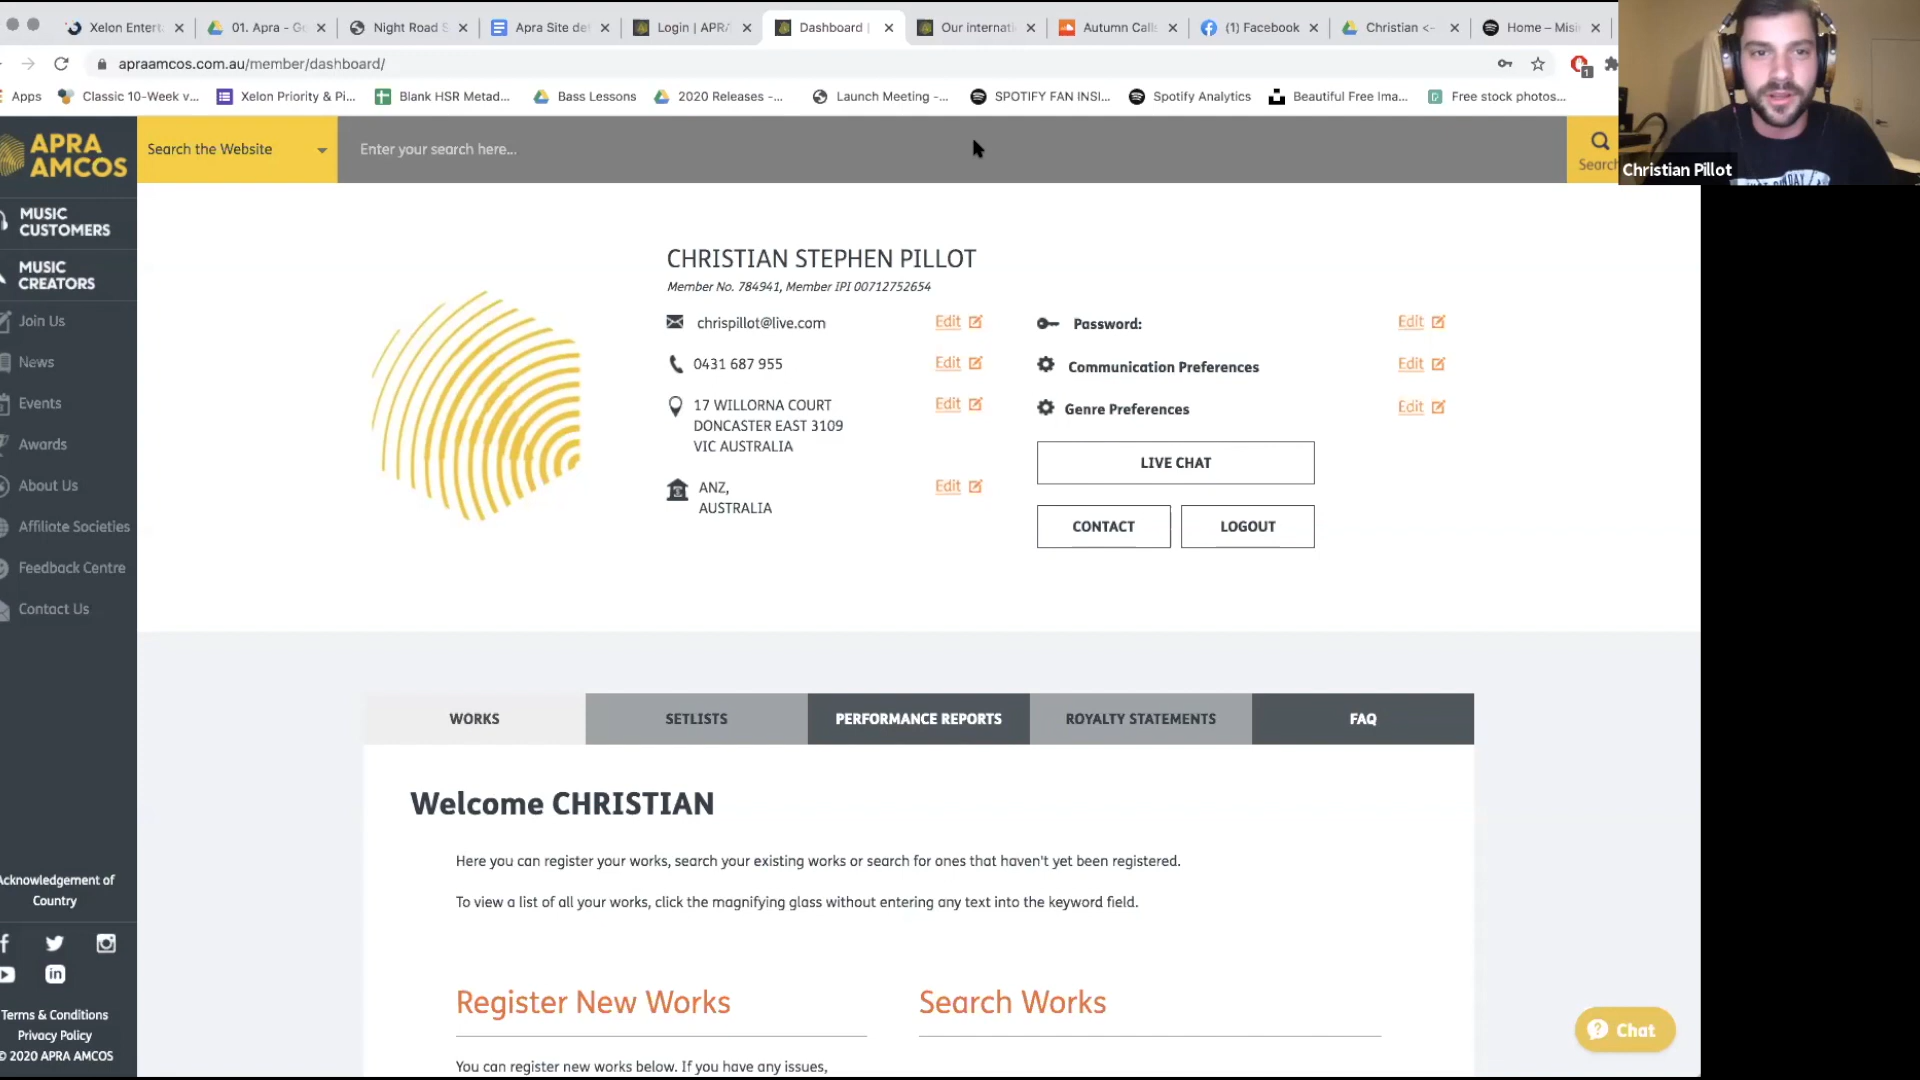 Xelon Entert
01. Apra - Go
Night Road S
Apra Site de
Login | APRA
Dashboard |
Our internati
Autumn Calls
(1) Facebook
Christian <-
Home – Misi
apraamcos.com.au/member/dashboard/
Apps
Classic 10-Week v...
Xelon Priority & Pi...
Blank HSR Metad...
Bass Lessons
2020 Releases -...
Launch Meeting -...
SPOTIFY FAN INSI...
Spotify Analytics
Beautiful Free Ima...
Free stock photos...
APRA
AMCOS
Search the Website
Enter your search here...
Search
Christian Pillot
MUSIC
CUSTOMERS
MUSIC
CREATORS
Join Us
News
Events
Awards
About Us
Affiliate Societies
Feedback Centre
Contact Us
CHRISTIAN STEPHEN PILLOT
Member No. 784941, Member IPI 00712752654
chrispillot@live.com
Edit
0431 687 955
Edit
17 WILLORNA COURT
DONCASTER EAST 3109
VIC AUSTRALIA
Edit
ANZ,
AUSTRALIA
Edit
Password:
Edit
Communication Preferences
Edit
Genre Preferences
Edit
LIVE CHAT
CONTACT
LOGOUT
WORKS
SETLISTS
PERFORMANCE REPORTS
ROYALTY STATEMENTS
FAQ
Welcome CHRISTIAN
Here you can register your works, search your existing works or search for ones that haven't yet been registered.
To view a list of all your works, click the magnifying glass without entering any text into the keyword field.
Register New Works
Search Works
You can register new works below. If you have any issues,
Acknowledgement of
Country
Terms & Conditions
Privacy Policy
© 2020 APRA AMCOS
Chat